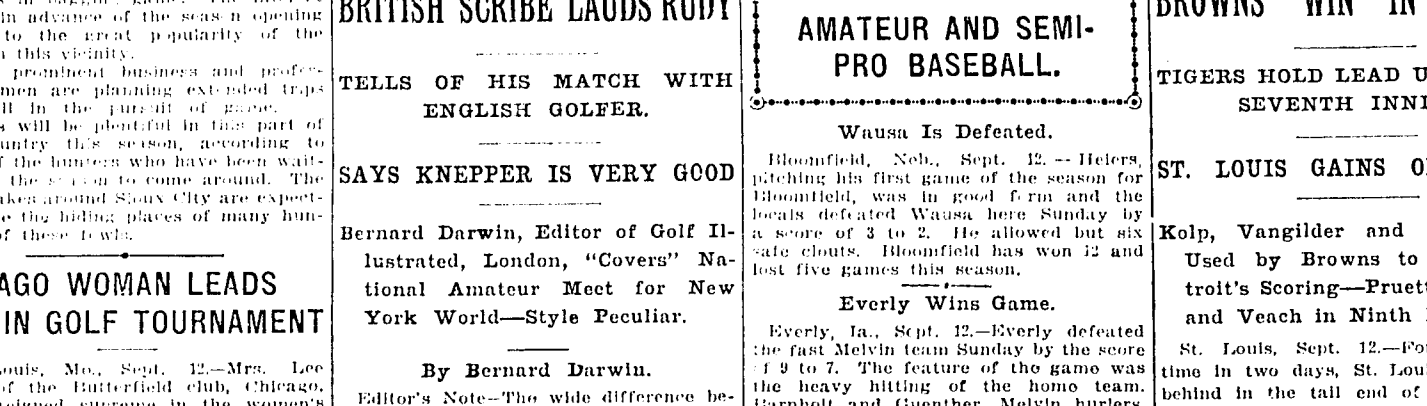 in advance of the season opening
to the great popularity of the
this vicinity.
prominent business and profes-
men are planning extended trips
in the pursuit of game.
will be plentiful in this part of
this season, according to
of the hunters who have been wait-
the season to come around. The
around Sioux City are expect-
the hiding places of many hun-
of these fowls.
AGO WOMAN LEADS
IN GOLF TOURNAMENT
Louis, Mo., Sept. 12.—Mrs. Lee
of the Butterfield club, Chicago,
reigned supreme in the women's
BRITISH SCRIBE LAUDS RUDY
TELLS OF HIS MATCH WITH
ENGLISH GOLFER.
SAYS KNEPPER IS VERY GOOD
Bernard Darwin, Editor of Golf Il-
lustrated, London, "Covers" Na-
tional Amateur Meet for New
York World—Style Peculiar.
By Bernard Darwin.
Editor's Note—The wide difference be-
AMATEUR AND SEMI-
PRO BASEBALL.
Wausa Is Defeated.
Bloomfield, Neb., Sept. 12.—Helers,
pitching his first game of the season for
Bloomfield, was in good form and the
locals defeated Wausa here Sunday by
a score of 3 to 2. He allowed but six
safe clouts. Bloomfield has won 12 and
lost five games this season.
Everly Wins Game.
Everly, Ia., Sept. 12.—Everly defeated
the fast Melvin team Sunday by the score
of 9 to 7. The feature of the game was
the heavy hitting of the home team.
Barnholt and Guenther, Melvin hurlers,
BROWNS WIN IN
TIGERS HOLD LEAD U
SEVENTH INNI
ST. LOUIS GAINS O
Kolp, Vangilder and
Used by Browns to
troit's Scoring—Pruett
and Veach in Ninth
St. Louis, Sept. 12.—Fo
time in two days, St. Loui
behind in the tail end of